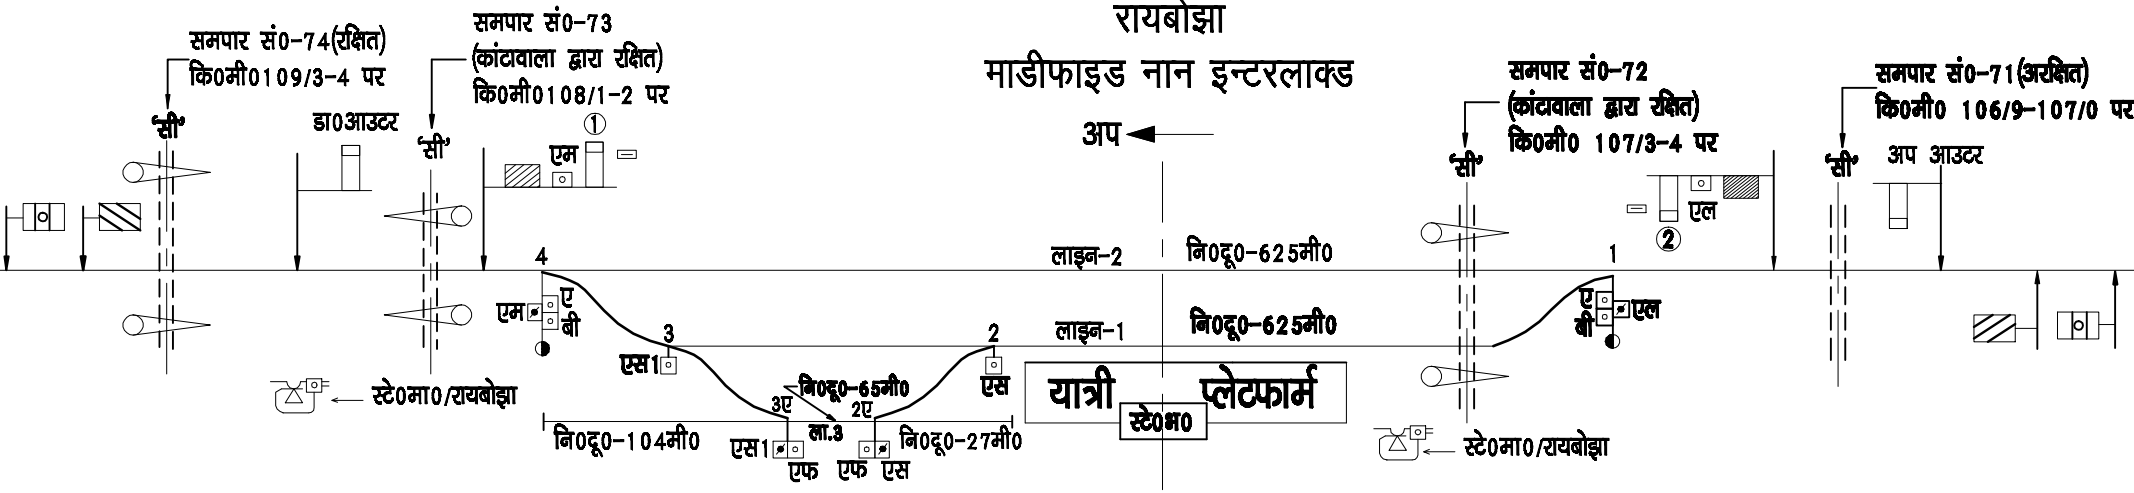 रायबोझा
माडीफाइड नान इन्टरलाक्ड
अप
समपार सं0-74(रक्षित)
कि0मी0109/3-4 पर
‘सी’
डा0आउटर
समपार सं0-73
(कांटावाला द्वारा रक्षित)
कि0मी0108/1-2 पर
‘सी’
1
एम
समपार सं0-72
(कांटावाला द्वारा रक्षित)
कि0मी0 107/3-4 पर
‘सी’
एल
2
समपार सं0-71(अरक्षित)
कि0मी0 106/9-107/0 पर
‘सी’
अप आउटर
4
लाइन-2
नि0दू0-625मी0
1
एम
ए
बी
ए
बी
एल
3
2
लाइन-1
नि0दू0-625मी0
एस1
एस
यात्री प्लेटफार्म
स्टे0भ0
स्टे0मा0/रायबोझा
नि0दू0-65मी0
3ए
2ए
ला.3
नि0दू0-104मी0
नि0दू0-27मी0
एस1
एफ
एफ
एस
स्टे0मा0/रायबोझा